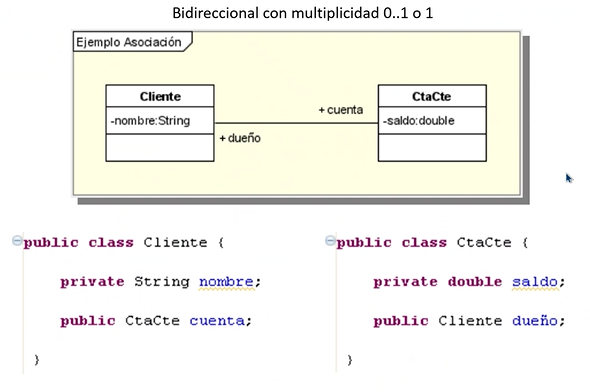 Bidireccional con multiplicidad 0..1 o 1
Ejemplo Asociación
Cliente
-nombre:String
+ cuenta
+ dueño
CtaCte
-saldo:double
public class Cliente {
private String nombre;
public CtaCte cuenta;
}
public class CtaCte {
private double saldo;
public Cliente dueño;
}